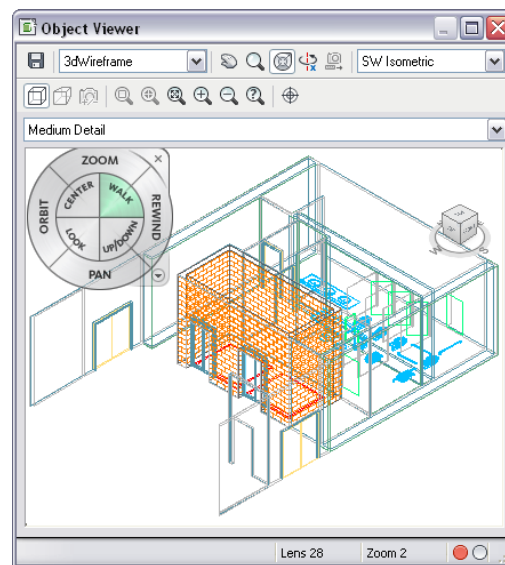 Object Viewer
3dWireframe
SW Isometric
Medium Detail
ZOOM
CENTER
WALK
ORBIT
REWIND
LOOK
UP/DOWN
PAN
W
S
Lens 28
Zoom 2